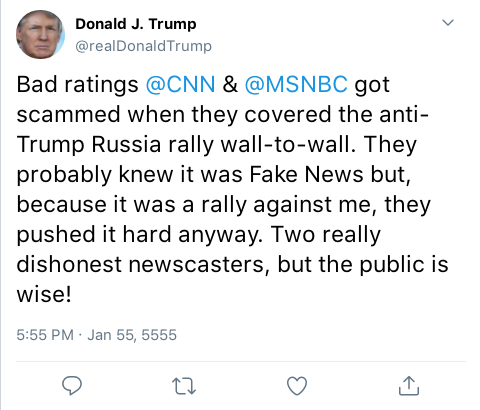 Donald J. Trump
@realDonaldTrump
Bad ratings @CNN & @MSNBC got
scammed when they covered the anti-
Trump Russia rally wall-to-wall. They
probably knew it was Fake News but,
because it was a rally against me, they
pushed it hard anyway. Two really
dishonest newscasters, but the public is
wise!
5:55 PM · Jan 55, 5555